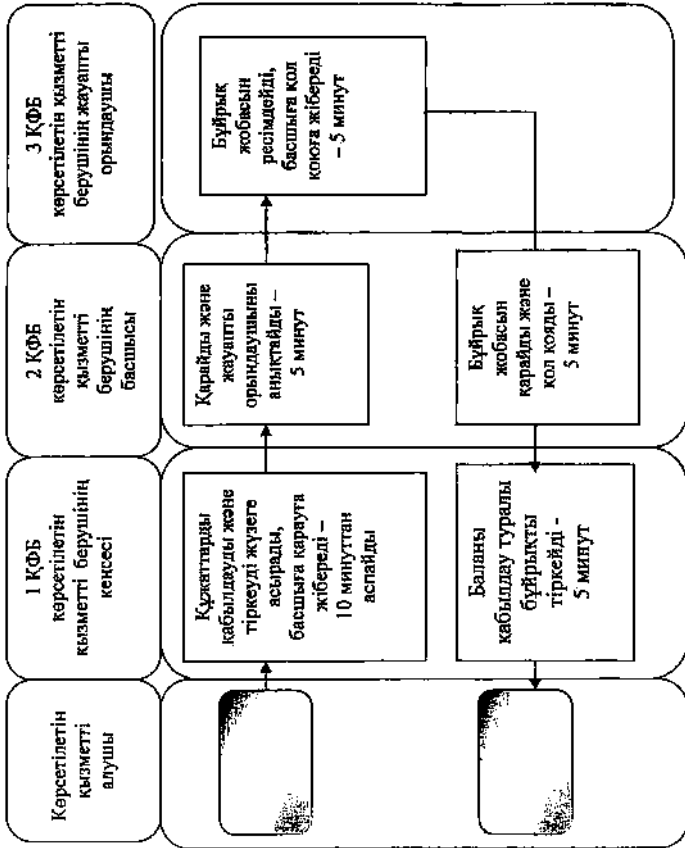 Көрсетілетін
қызметті
алушы
1 ҚФБ
көрсетілетін
қызметті берушінің
кеңсесі
2 ҚФБ
көрсетілетін
қызметті
берушінің
басшысы
3 ҚФБ
көрсетілетін қызметті
берушінің жауапты
орындаушы
Құжаттарды
қабылдауды және
тіркеуді жүзеге
асырады,
басшыға қарауға
жібереді –
10 минуттан
аспайды
Қарайды және
жауапты
орындаушыны
анықтайды –
5 минут
Бұйрық
жобасын
ресімдейді,
басшыға қол
қоюға жібереді
– 5 минут
Бұйрық
жобасын
қарайды және
қол қояды –
5 минут
Баланы
қабылдау туралы
бұйрықты
тіркейді -
5 минут